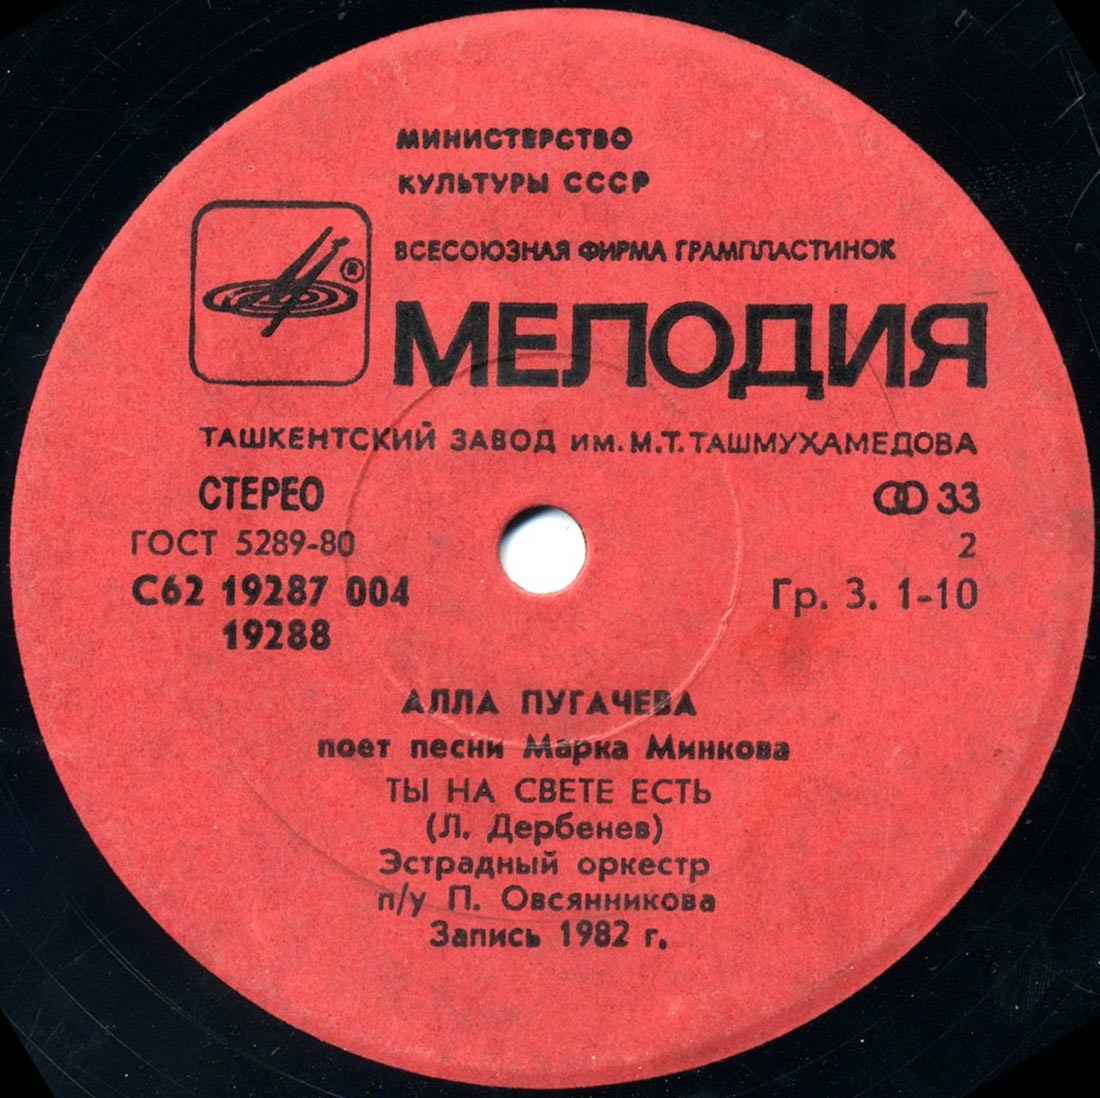 МИНИСТЕРСТВО
КУЛЬТУРЫ СССР
ВСЕСОЮЗНАЯ ФИРМА ГРАМПЛАСТИНОК
®
МЕЛОДИЯ
ТАШКЕНТСКИЙ ЗАВОД ИМ. М.Т. ТАШМУХАМЕДОВА
СТЕРЕО 33
ГОСТ 5289-80 2
С62 19287 004 Гр. 3. 1-10
19288
АЛЛА ПУГАЧЕВА
поет песни Марка Минкова
ТЫ НА СВЕТЕ ЕСТЬ
(Л. Дербенев)
Эстрадный оркестр
п/у П. Овсянникова
Запись 1982 г.